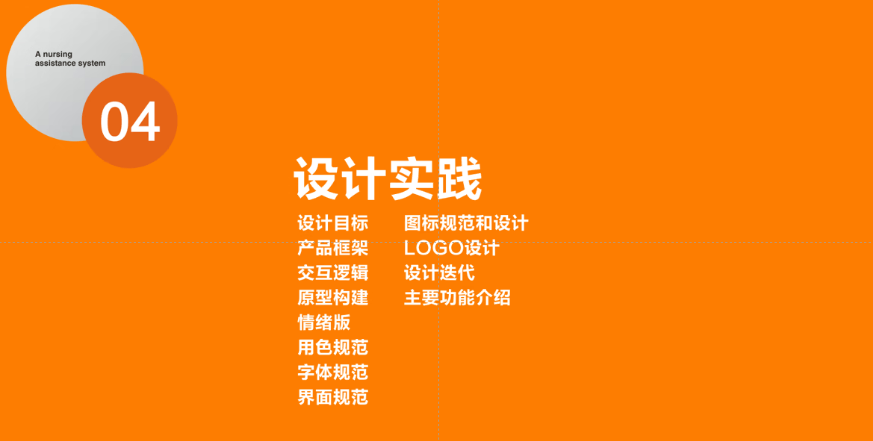 A nursing
assistance system
04
设计实践
设计目标
产品框架
交互逻辑
原型构建
情绪版
用色规范
字体规范
界面规范
图标规范和设计
LOGO设计
设计迭代
主要功能介绍